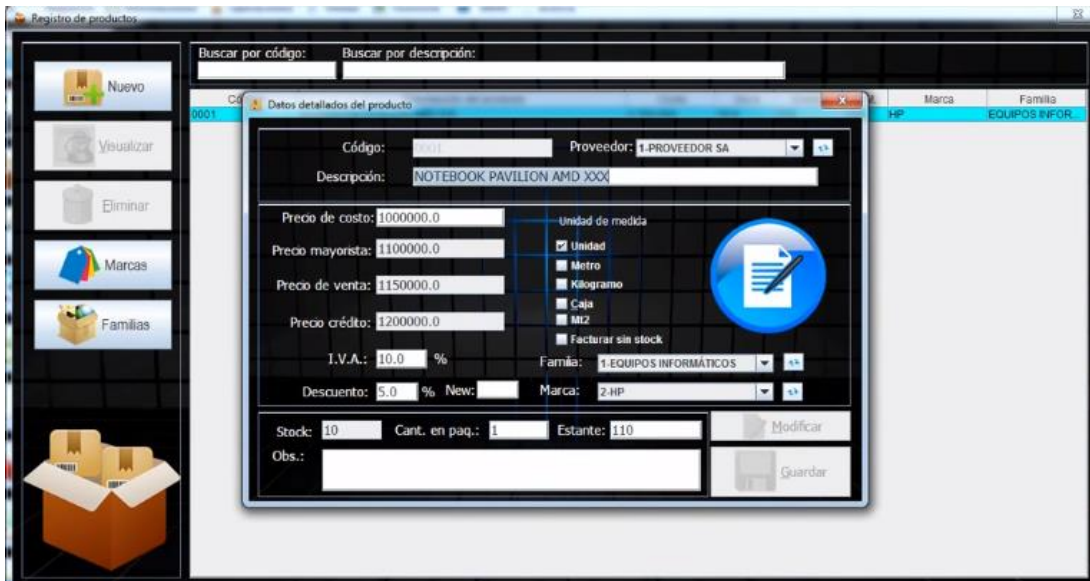 Registro de productos
Nuevo
Visualizar
Eliminar
Marcas
Familias
Buscar por código: Buscar por descripción:
Marca Familia
0001 HP EQUIPOS INFOR...
Datos detallados del producto
Código: 0001 Proveedor: 1-PROVEEDOR SA
Descripción: NOTEBOOK PAVILION AMD XXX
Precio de costo: 1000000.0
Precio mayorista: 1100000.0
Precio de venta: 1150000.0
Precio crédito: 1200000.0
I.V.A.: 10.0 %
Descuento: 5.0 % New:
Unidad de medida
Unidad
Metro
Kilogramo
Caja
Mt2
Facturar sin stock
Familia: 1-EQUIPOS INFORMÁTICOS
Marca: 2-HP
Stock: 10 Cant. en paq.: 1 Estante: 110
Obs.:
Modificar
Guardar